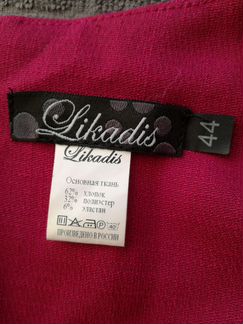 Likadis
44
Likadis
Основная ткань
62% хлопок
32% полиэстер
6% эластан
ПРОИЗВЕДЕНО В РОССИИ